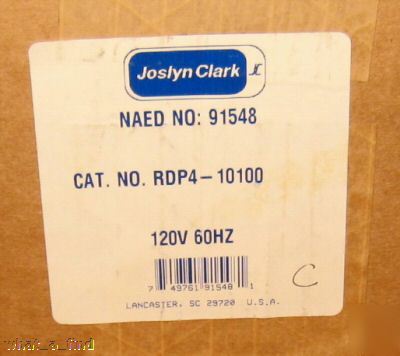 Joslyn Clark JC
NAED NO: 91548
CAT. NO. RDP4-10100
120V 60HZ
7 49761 91548 1
LANCASTER, SC 29720 U.S.A.
C
what_a_find